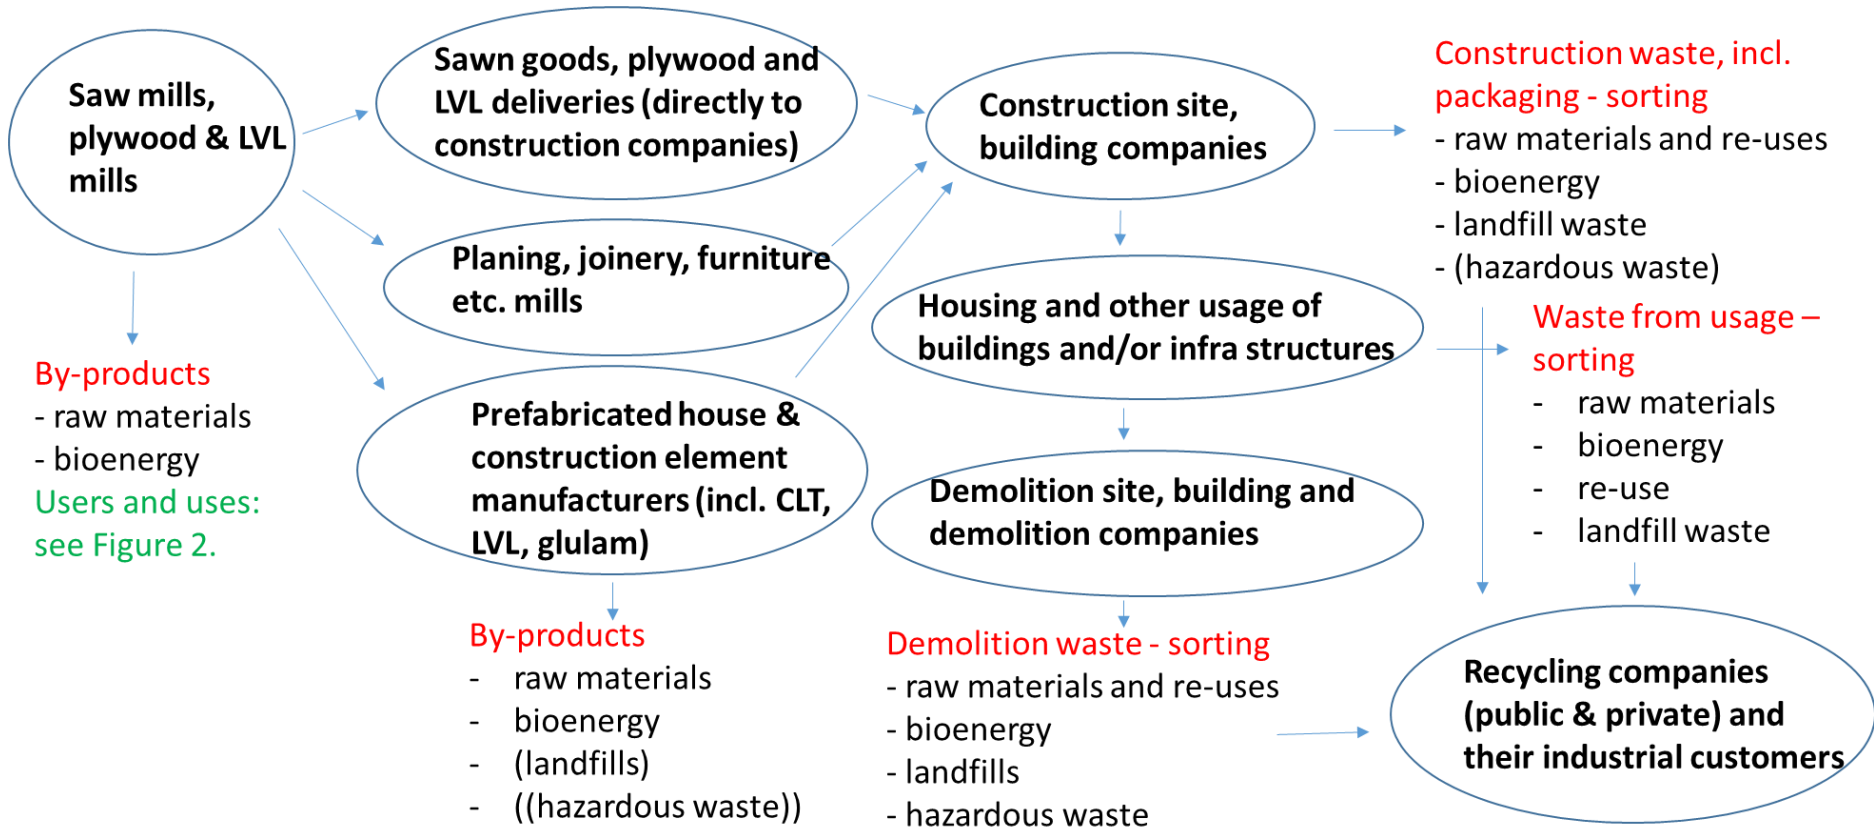 Saw mills,
plywood & LVL
mills
By-products
- raw materials
- bioenergy
Users and uses:
see Figure 2.
Sawn goods, plywood and
LVL deliveries (directly to
construction companies)
Planing, joinery, furniture
etc. mills
Prefabricated house &
construction element
manufacturers (incl. CLT,
LVL, glulam)
By-products
- raw materials
- bioenergy
- (landfills)
- ((hazardous waste))
Construction site,
building companies
Housing and other usage of
buildings and/or infra structures
Demolition site, building and
demolition companies
Demolition waste - sorting
- raw materials and re-uses
- bioenergy
- landfills
- hazardous waste
Construction waste, incl.
packaging - sorting
- raw materials and re-uses
- bioenergy
- landfill waste
- (hazardous waste)
Waste from usage –
sorting
- raw materials
- bioenergy
- re-use
- landfill waste
Recycling companies
(public & private) and
their industrial customers